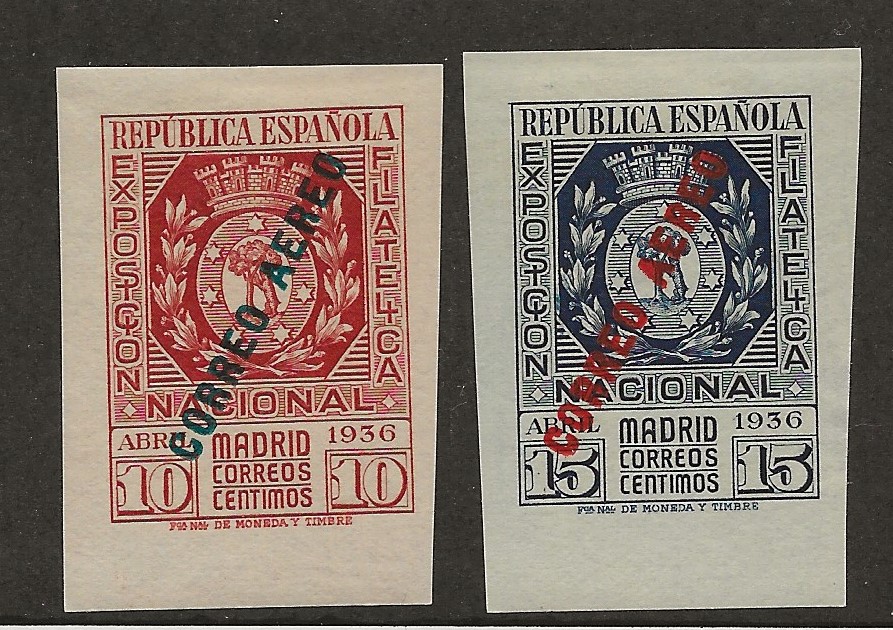 REPÚBLICA ESPAÑOLA
EXPOSICION
FILATELICA
CORREO AEREO
NACIONAL
ABRIL
MADRID
1936
10
CORREOS
CENTIMOS
10
FCA NAL DE MONEDA Y TIMBRE
REPÚBLICA ESPAÑOLA
EXPOSICION
FILATELICA
CORREO AEREO
NACIONAL
ABRIL
MADRID
1936
15
CORREOS
CENTIMOS
15
FCA NAL DE MONEDA Y TIMBRE